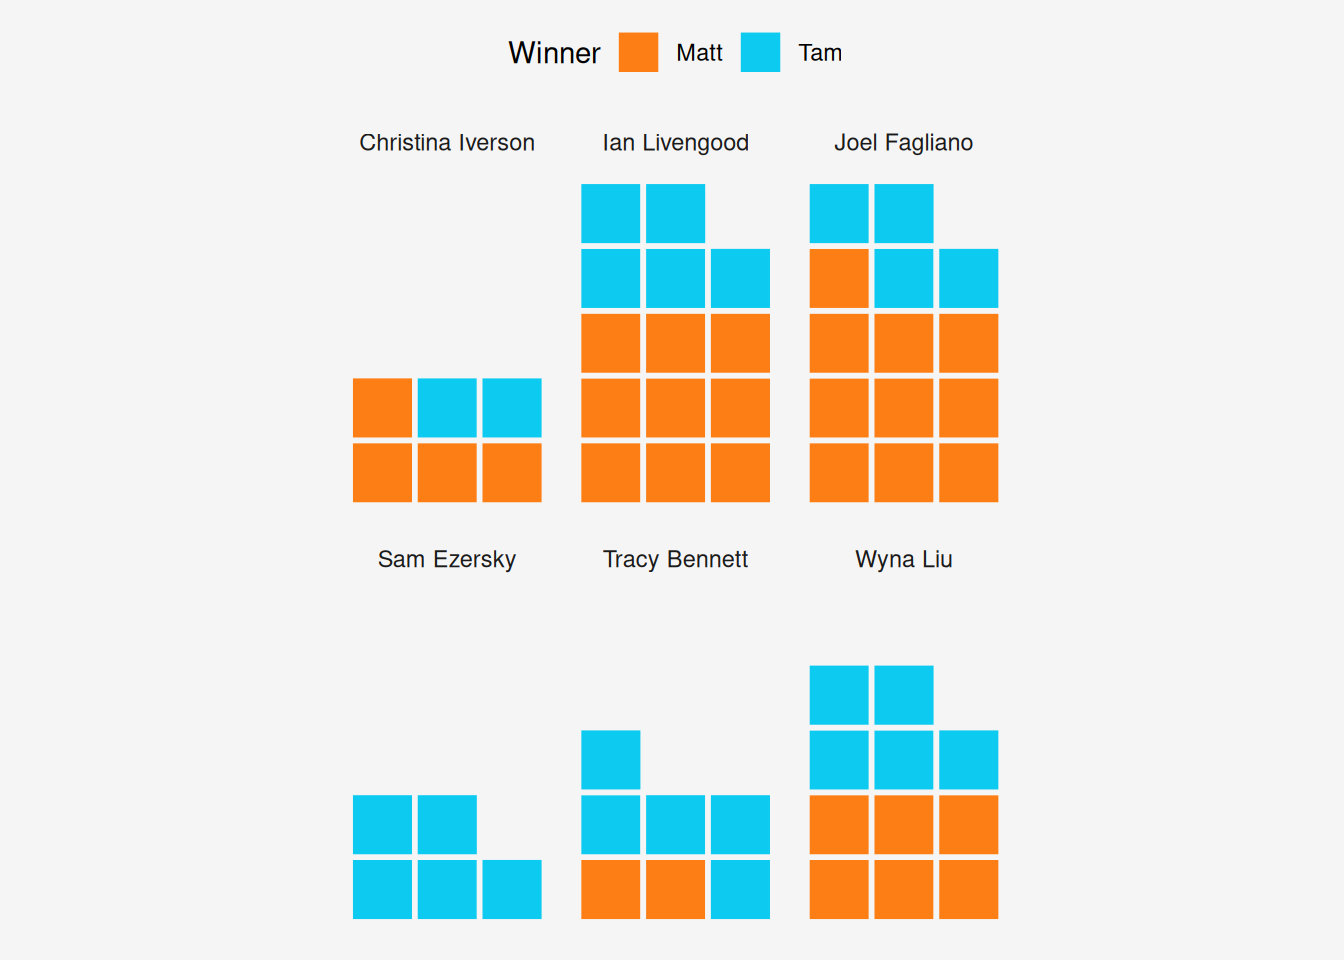 Winner Matt Tam
Christina Iverson Ian Livengood Joel Fagliano
Sam Ezersky Tracy Bennett Wyna Liu